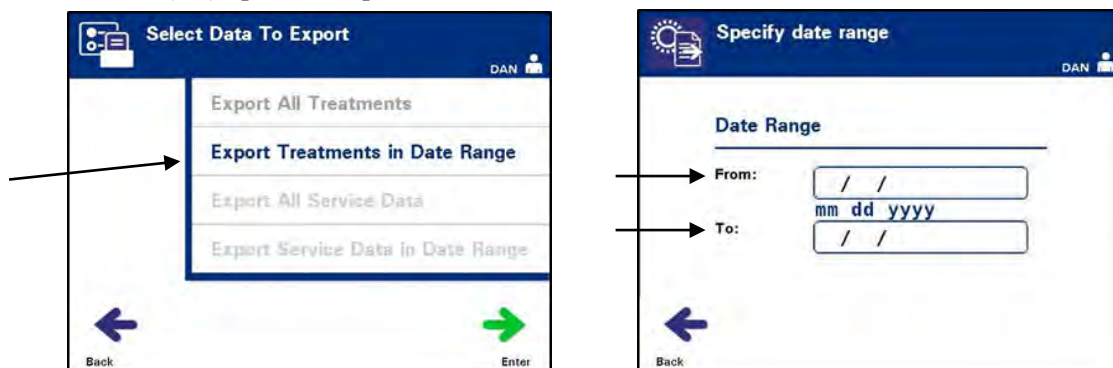 Select Data To Export
DAN
Export All Treatments
Export Treatments in Date Range
Export All Service Data
Export Service Data in Date Range
Back
Enter
Specify date range
DAN
Date Range
From:
/ /
mm dd yyyy
To:
/ /
Back